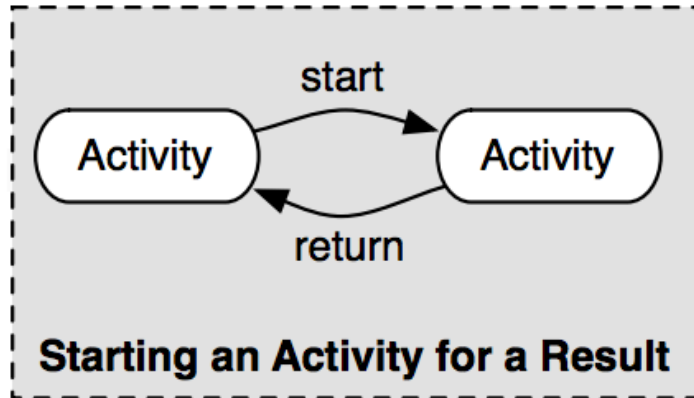 start
Activity
Activity
return
Starting an Activity for a Result